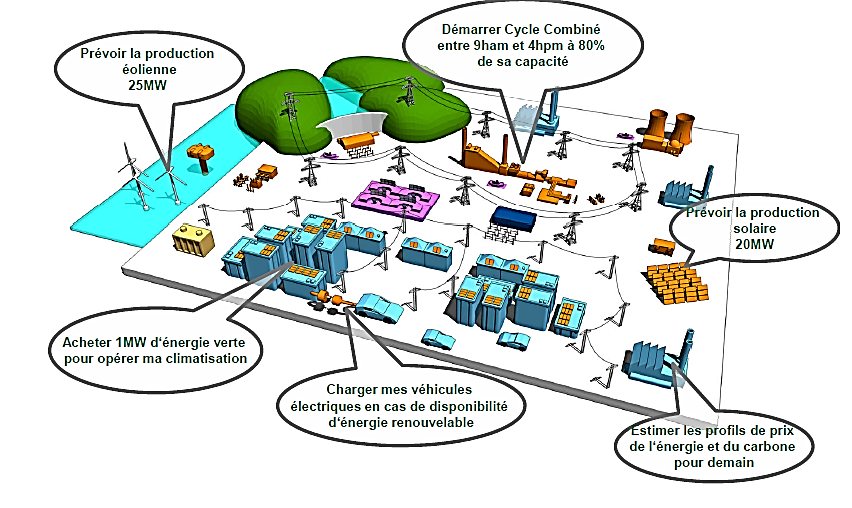 Démarrer Cycle Combiné
entre 9ham et 4hpm à 80%
de sa capacité
Prévoir la production
éolienne
25MW
Prévoir la production
solaire
20MW
Acheter 1MW d'énergie verte
pour opérer ma climatisation
Charger mes véhicules
électriques en cas de disponibilité
d'énergie renouvelable
Estimer les profils de prix
de l'énergie et du carbone
pour demain